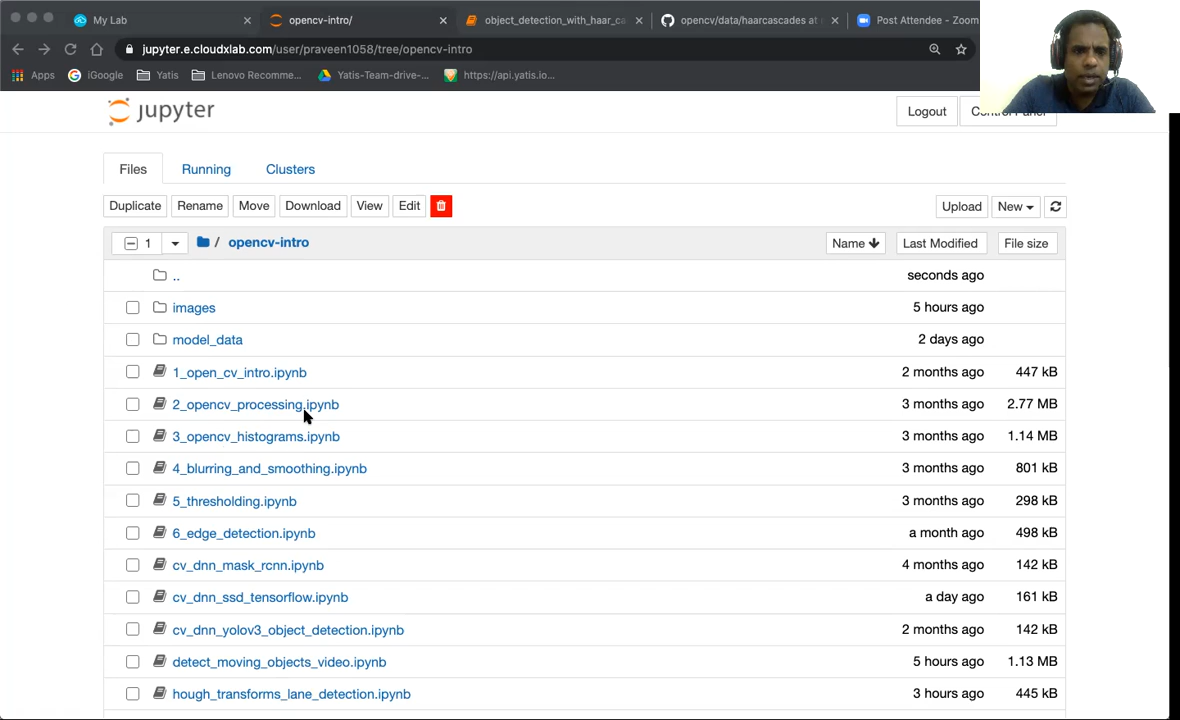 My Lab
opencv-intro/
object_detection_with_haar_ca
opencv/data/haarcascades at
Post Attendee - Zoom
jupyter.e.cloudxlab.com/user/praveen1058/tree/opencv-intro
Apps
iGoogle
Yatis
Lenovo Recomme...
Yatis-Team-drive-...
https://api.yatis.io...
jupyter
Logout
Control Panel
Files
Running
Clusters
Duplicate
Rename
Move
Download
View
Edit
Upload
New
1
/ opencv-intro
Name
Last Modified
File size
..
seconds ago
images
5 hours ago
model_data
2 days ago
1_open_cv_intro.ipynb
2 months ago
447 kB
2_opencv_processing.ipynb
3 months ago
2.77 MB
3_opencv_histograms.ipynb
3 months ago
1.14 MB
4_blurring_and_smoothing.ipynb
3 months ago
801 kB
5_thresholding.ipynb
3 months ago
298 kB
6_edge_detection.ipynb
a month ago
498 kB
cv_dnn_mask_rcnn.ipynb
4 months ago
142 kB
cv_dnn_ssd_tensorflow.ipynb
a day ago
161 kB
cv_dnn_yolov3_object_detection.ipynb
2 months ago
142 kB
detect_moving_objects_video.ipynb
5 hours ago
1.13 MB
hough_transforms_lane_detection.ipynb
3 hours ago
445 kB